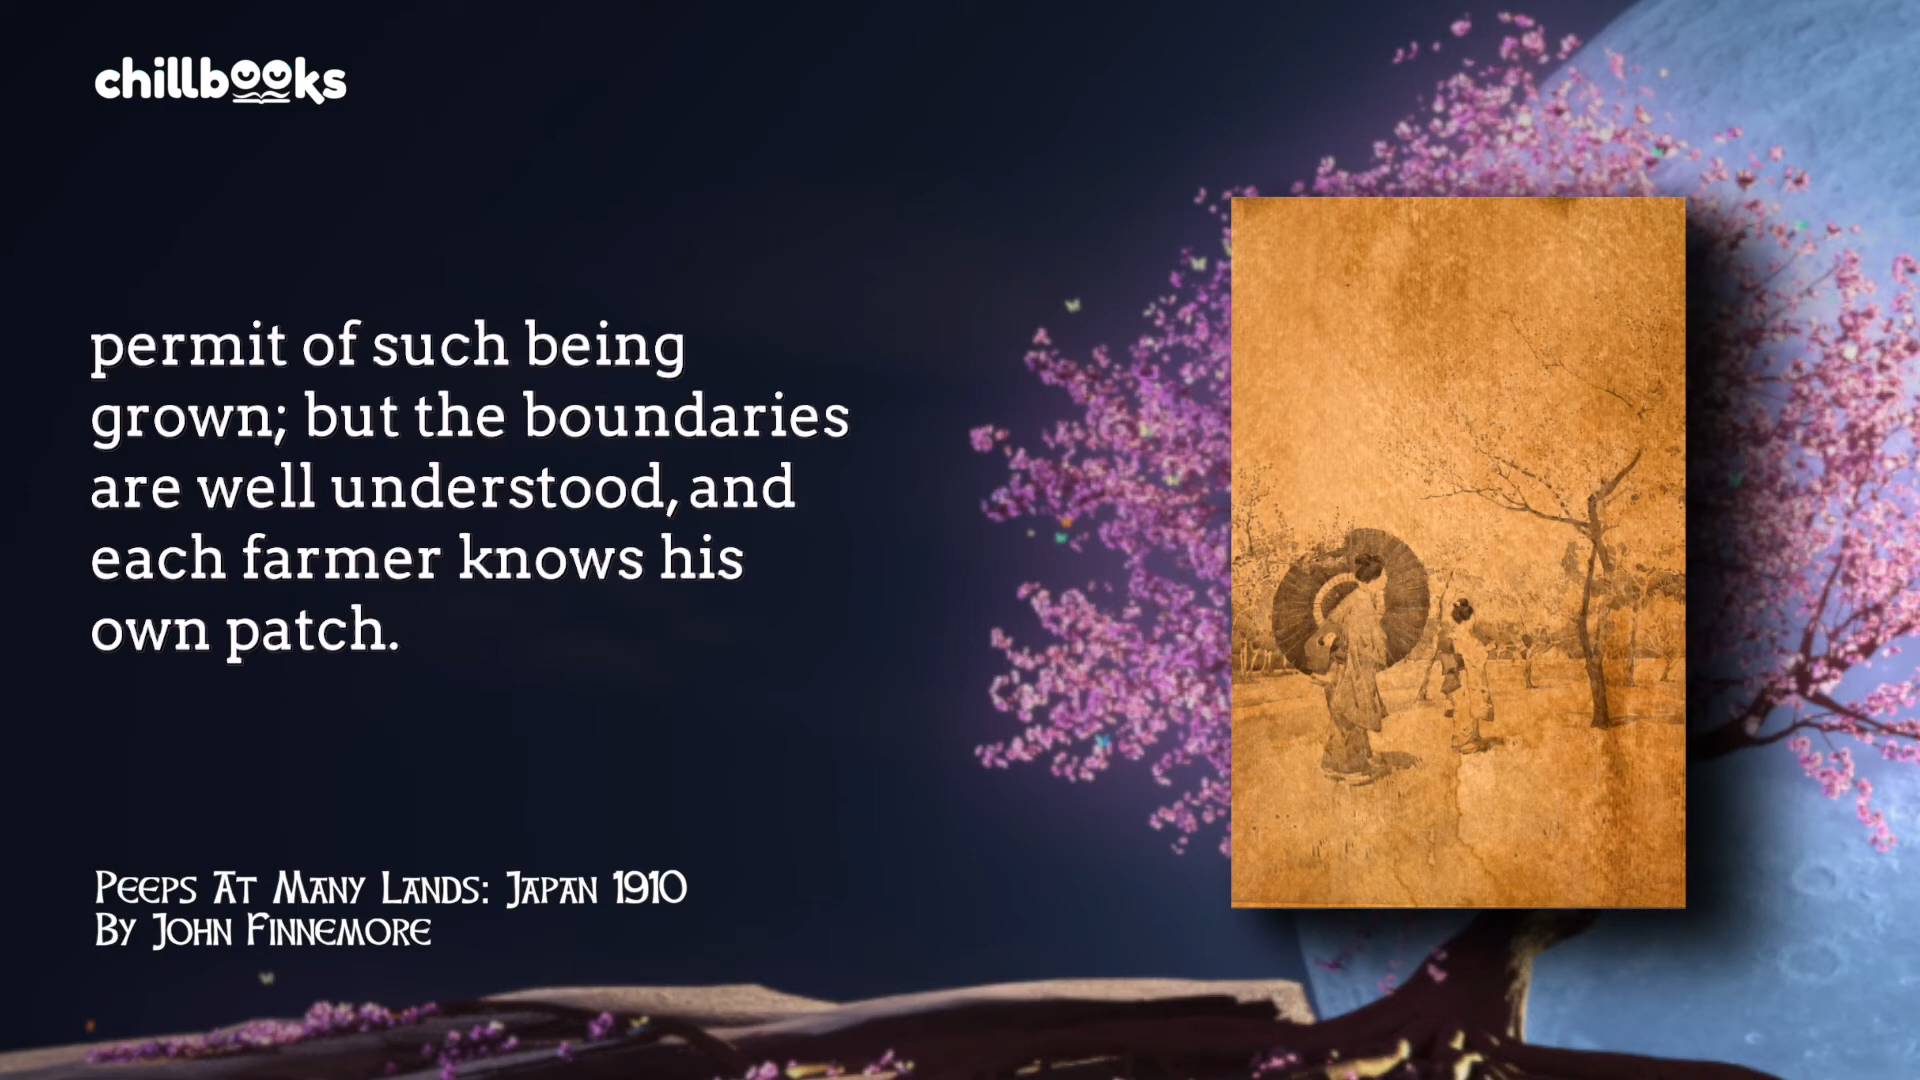 chillbooks
permit of such being
grown; but the boundaries
are well understood, and
each farmer knows his
own patch.
Peeps At Many Lands: Japan 1910
By John Finnemore